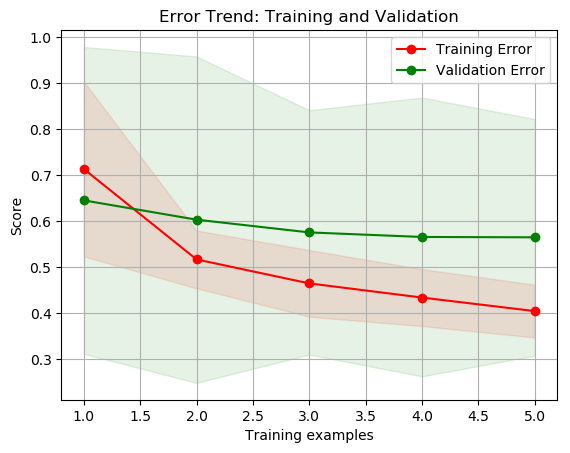 Error Trend: Training and Validation
Training Error
Validation Error
Score
1.0
0.9
0.8
0.7
0.6
0.5
0.4
0.3
1.0 1.5 2.0 2.5 3.0 3.5 4.0 4.5 5.0
Training examples